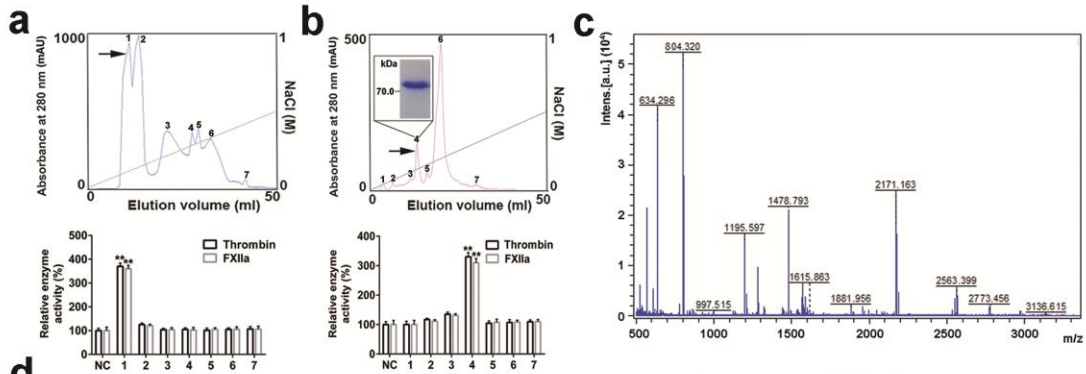 a
Absorbance at 280 nm (mAU)
1000
0
1 2
3
4 5
6
7
1
0
NaCl (M)
0
50
Elution volume (ml)
Relative enzyme
activity (%)
500
400
300
200
100
0
** **
Thrombin
FXIIa
NC 1 2 3 4 5 6 7
b
Absorbance at 280 nm (mAU)
500
0
kDa
70.0
1 2 3 4 5
6
7
1
0
NaCl (M)
0
50
Elution volume (ml)
Relative enzyme
activity (%)
400
300
200
100
0
** **
Thrombin
FXIIa
NC 1 2 3 4 5 6 7
c
Intens.[a.u.] (10⁴)
5
4
3
2
1
0
634.296
804.320
997.515
1195.597
1478.793
1615.863
1881.956
2171.163
2563.399
2773.456
3136.615
500 1000 1500 2000 2500 3000
m/z